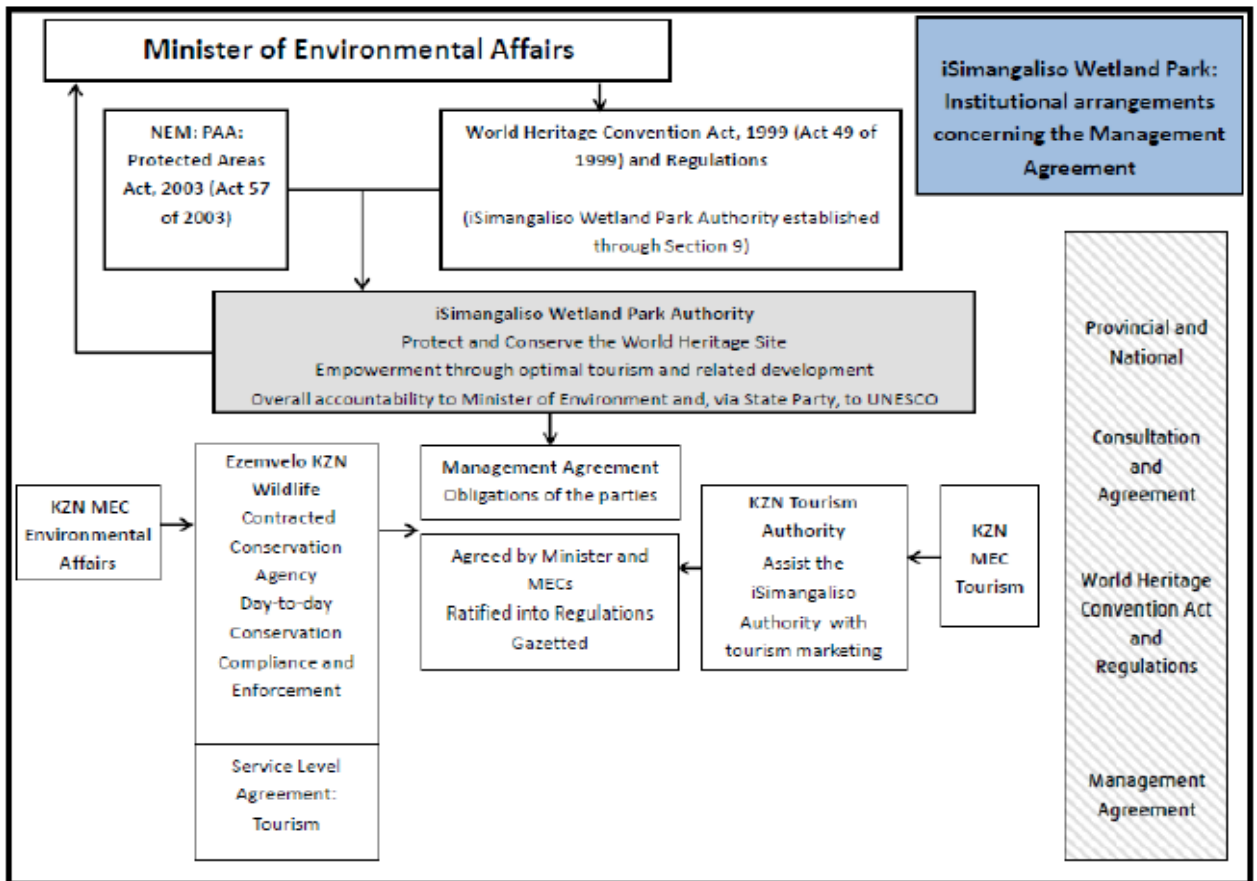 Minister of Environmental Affairs
iSimangaliso Wetland Park:
Institutional arrangements
concerning the Management
Agreement
NEM: PAA:
Protected Areas
Act, 2003 (Act 57
of 2003)
World Heritage Convention Act, 1999 (Act 49 of
1999) and Regulations
(iSimangaliso Wetland Park Authority established
through Section 9)
iSimangaliso Wetland Park Authority
Protect and Conserve the World Heritage Site
Empowerment through optimal tourism and related development
Overall accountability to Minister of Environment and, via State Party, to UNESCO
KZN MEC
Environmental
Affairs
Ezemvelo KZN
Wildlife
Contracted
Conservation
Agency
Day-to-day
Conservation
Compliance and
Enforcement
Service Level
Agreement:
Tourism
Management Agreement
Obligations of the parties
Agreed by Minister and
MECs
Ratified into Regulations
Gazetted
KZN Tourism
Authority
Assist the
iSimangaliso
Authority with
tourism marketing
KZN
MEC
Tourism
Provincial and
National
Consultation
and
Agreement
World Heritage
Convention Act
and
Regulations
Management
Agreement